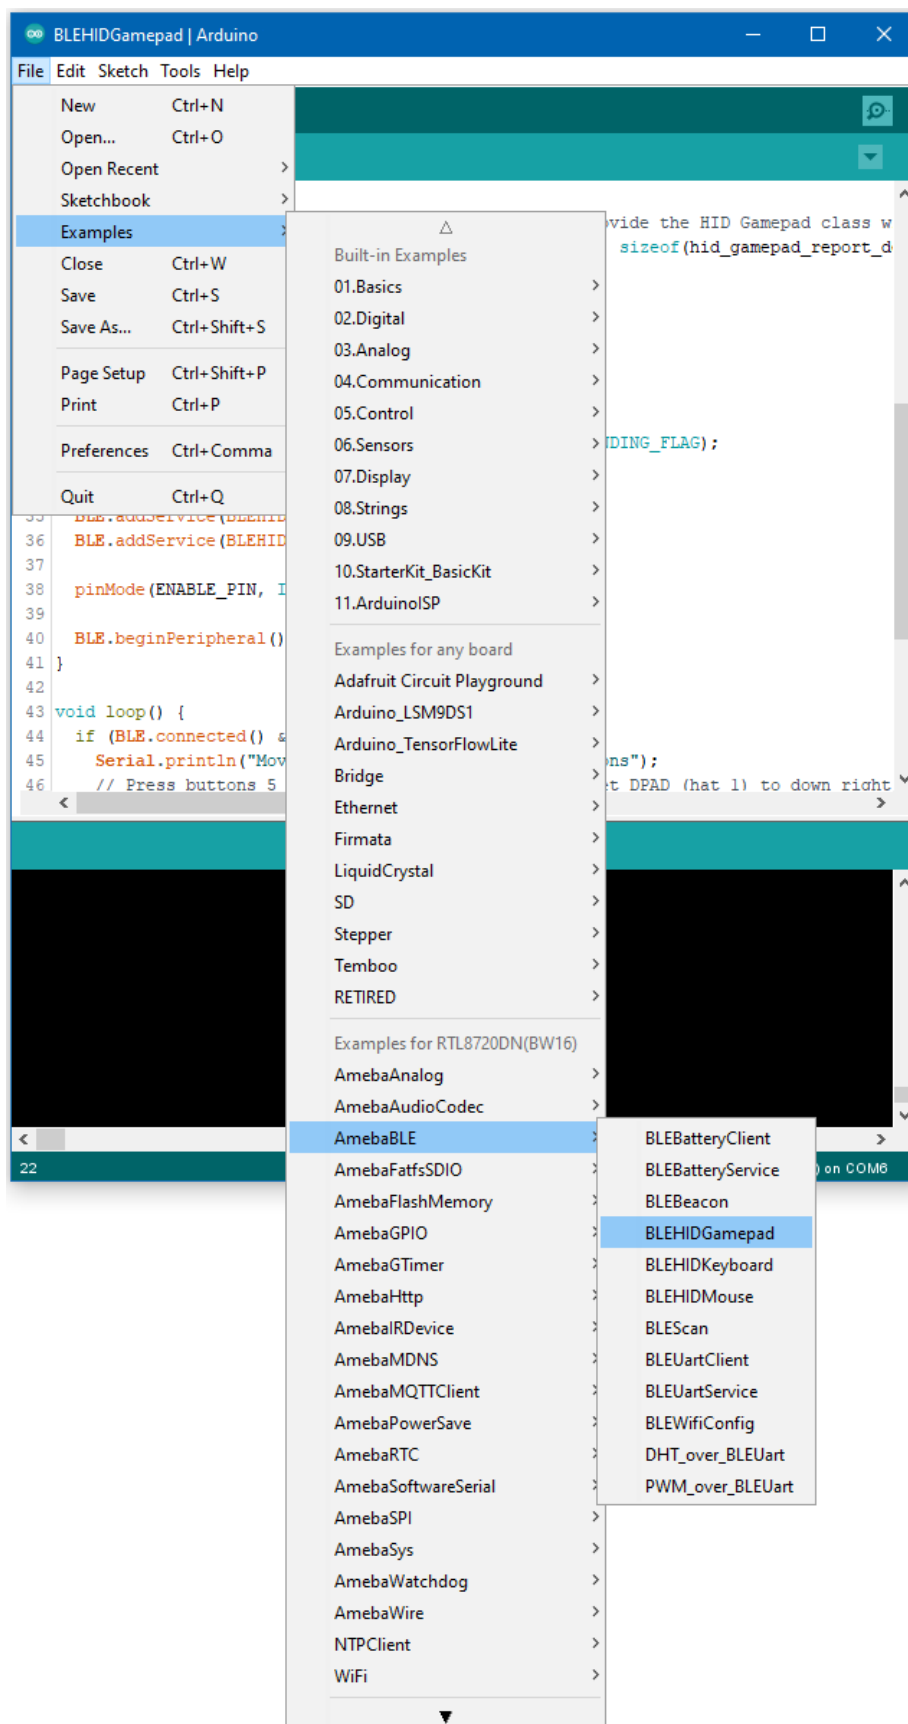 BLEHIDGamepad | Arduino
File Edit Sketch Tools Help
New Ctrl+N
Open... Ctrl+O
Open Recent
Sketchbook
Examples
Close Ctrl+W
Save Ctrl+S
Save As... Ctrl+Shift+S
Page Setup Ctrl+Shift+P
Print Ctrl+P
Preferences Ctrl+Comma
Quit Ctrl+Q
Built-in Examples
01.Basics
02.Digital
03.Analog
04.Communication
05.Control
06.Sensors
07.Display
08.Strings
09.USB
10.StarterKit_BasicKit
11.ArduinoISP
Examples for any board
Adafruit Circuit Playground
Arduino_LSM9DS1
Arduino_TensorFlowLite
Bridge
Ethernet
Firmata
LiquidCrystal
SD
Stepper
Temboo
RETIRED
Examples for RTL8720DN(BW16)
AmebaAnalog
AmebaAudioCodec
AmebaBLE
AmebaFatfsSDIO
AmebaFlashMemory
AmebaGPIO
AmebaGTimer
AmebaHttp
AmebaIRDevice
AmebaMDNS
AmebaMQTTClient
AmebaPowerSave
AmebaRTC
AmebaSoftwareSerial
AmebaSPI
AmebaSys
AmebaWatchdog
AmebaWire
NTPClient
WiFi
BLEBatteryClient
BLEBatteryService
BLEBeacon
BLEHIDGamepad
BLEHIDKeyboard
BLEHIDMouse
BLEScan
BLEUartClient
BLEUartService
BLEWifiConfig
DHT_over_BLEUart
PWM_over_BLEUart
vide the HID Gamepad class w
sizeof(hid_gamepad_report_d
DING_FLAG);
36 BLE.addService(BLEHID
37
38 pinMode(ENABLE_PIN, I
39
40 BLE.beginPeripheral()
41 }
42
43 void loop() {
44 if (BLE.connected() &
45 Serial.println("Mov ns");
46 // Press buttons 5 t DPAD (hat 1) to down right
22 ) on COM6